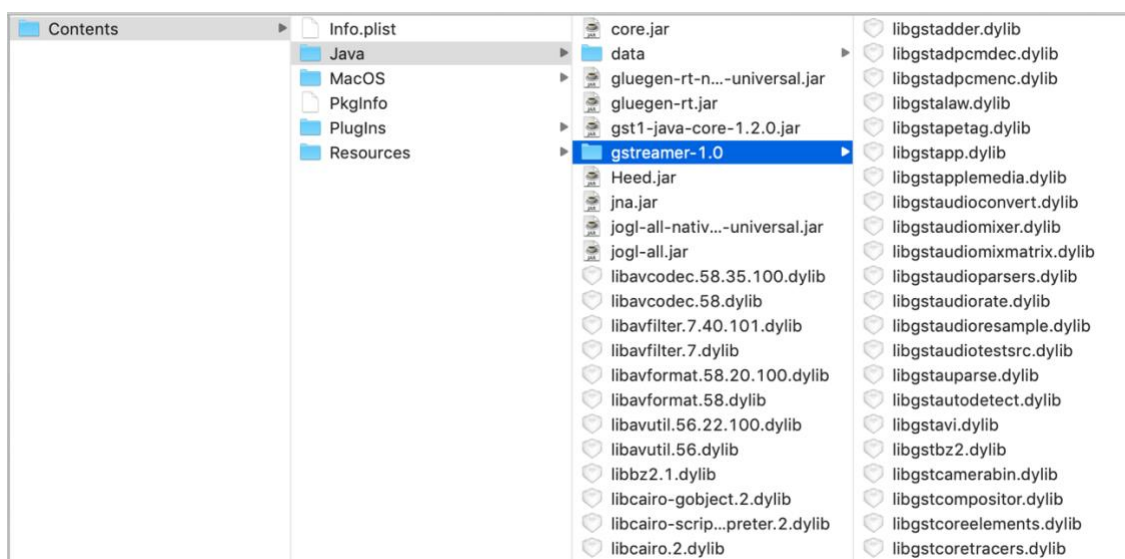 Contents
Info.plist
Java
MacOS
PkgInfo
PlugIns
Resources
core.jar
data
gluegen-rt-n...-universal.jar
gluegen-rt.jar
gst1-java-core-1.2.0.jar
gstreamer-1.0
Heed.jar
jna.jar
jogl-all-nativ...-universal.jar
jogl-all.jar
libavcodec.58.35.100.dylib
libavcodec.58.dylib
libavfilter.7.40.101.dylib
libavfilter.7.dylib
libavformat.58.20.100.dylib
libavformat.58.dylib
libavutil.56.22.100.dylib
libavutil.56.dylib
libbz2.1.dylib
libcairo-gobject.2.dylib
libcairo-scrip...preter.2.dylib
libcairo.2.dylib
libgstadder.dylib
libgstadpcmdec.dylib
libgstadpcmenc.dylib
libgstalaw.dylib
libgstapetag.dylib
libgstapp.dylib
libgstapplemedia.dylib
libgstaudioconvert.dylib
libgstaudiomixer.dylib
libgstaudiomixmatrix.dylib
libgstaudioparsers.dylib
libgstaudiorate.dylib
libgstaudioresample.dylib
libgstaudiotestsrc.dylib
libgstauparse.dylib
libgstautodetect.dylib
libgstavi.dylib
libgstbz2.dylib
libgstcamerabin.dylib
libgstcompositor.dylib
libgstcoreelements.dylib
libgstcoretracers.dylib